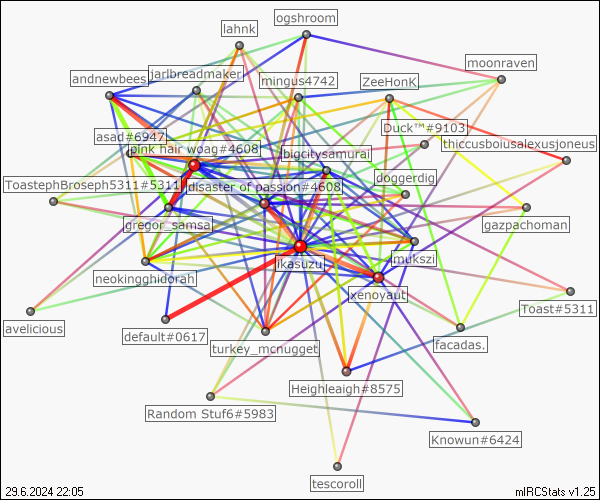 ogshroom
lahnk
moonraven
jarlbreadmaker
andnewbees
mingus4742
ZeeHonK
Duck™#9103
asad#6947
thiccusboiusalexusjoneus
pink hair woag#4608
bigcitysamurai
doggerdig
ToastephBroseph5311#5311
disaster of passion#4608
gregor_samsa
gazpachoman
imukszi
ikasuzu
neokingghidorah
xenoyaut
Toast#5311
avelicious
default#0617
facadas.
turkey_mcnugget
Heighleaigh#8575
Random Stuf6#5983
Knowun#6424
tescoroll
29.6.2024 22:05
mIRCStats v1.25